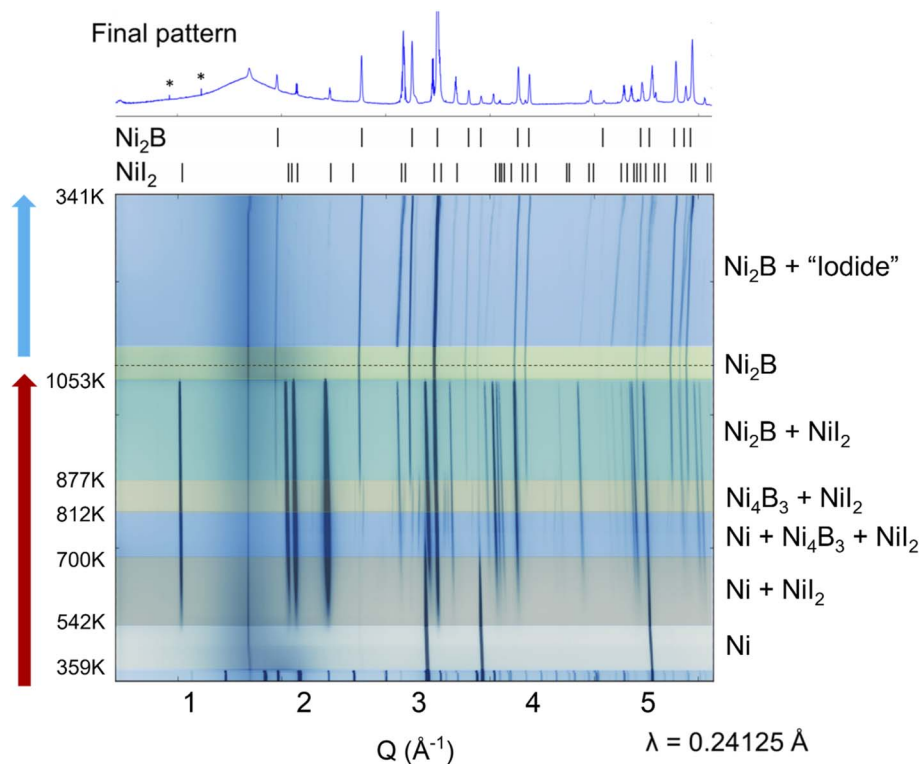 Final pattern
* *
Ni₂B
NiI₂
341K
Ni₂B + “Iodide”
Ni₂B
1053K
Ni₂B + NiI₂
877K
Ni₄B₃ + NiI₂
812K
Ni + Ni₄B₃ + NiI₂
700K
Ni + NiI₂
542K
Ni
359K
1 2 3 4 5
Q (Å⁻¹)
λ = 0.24125 Å